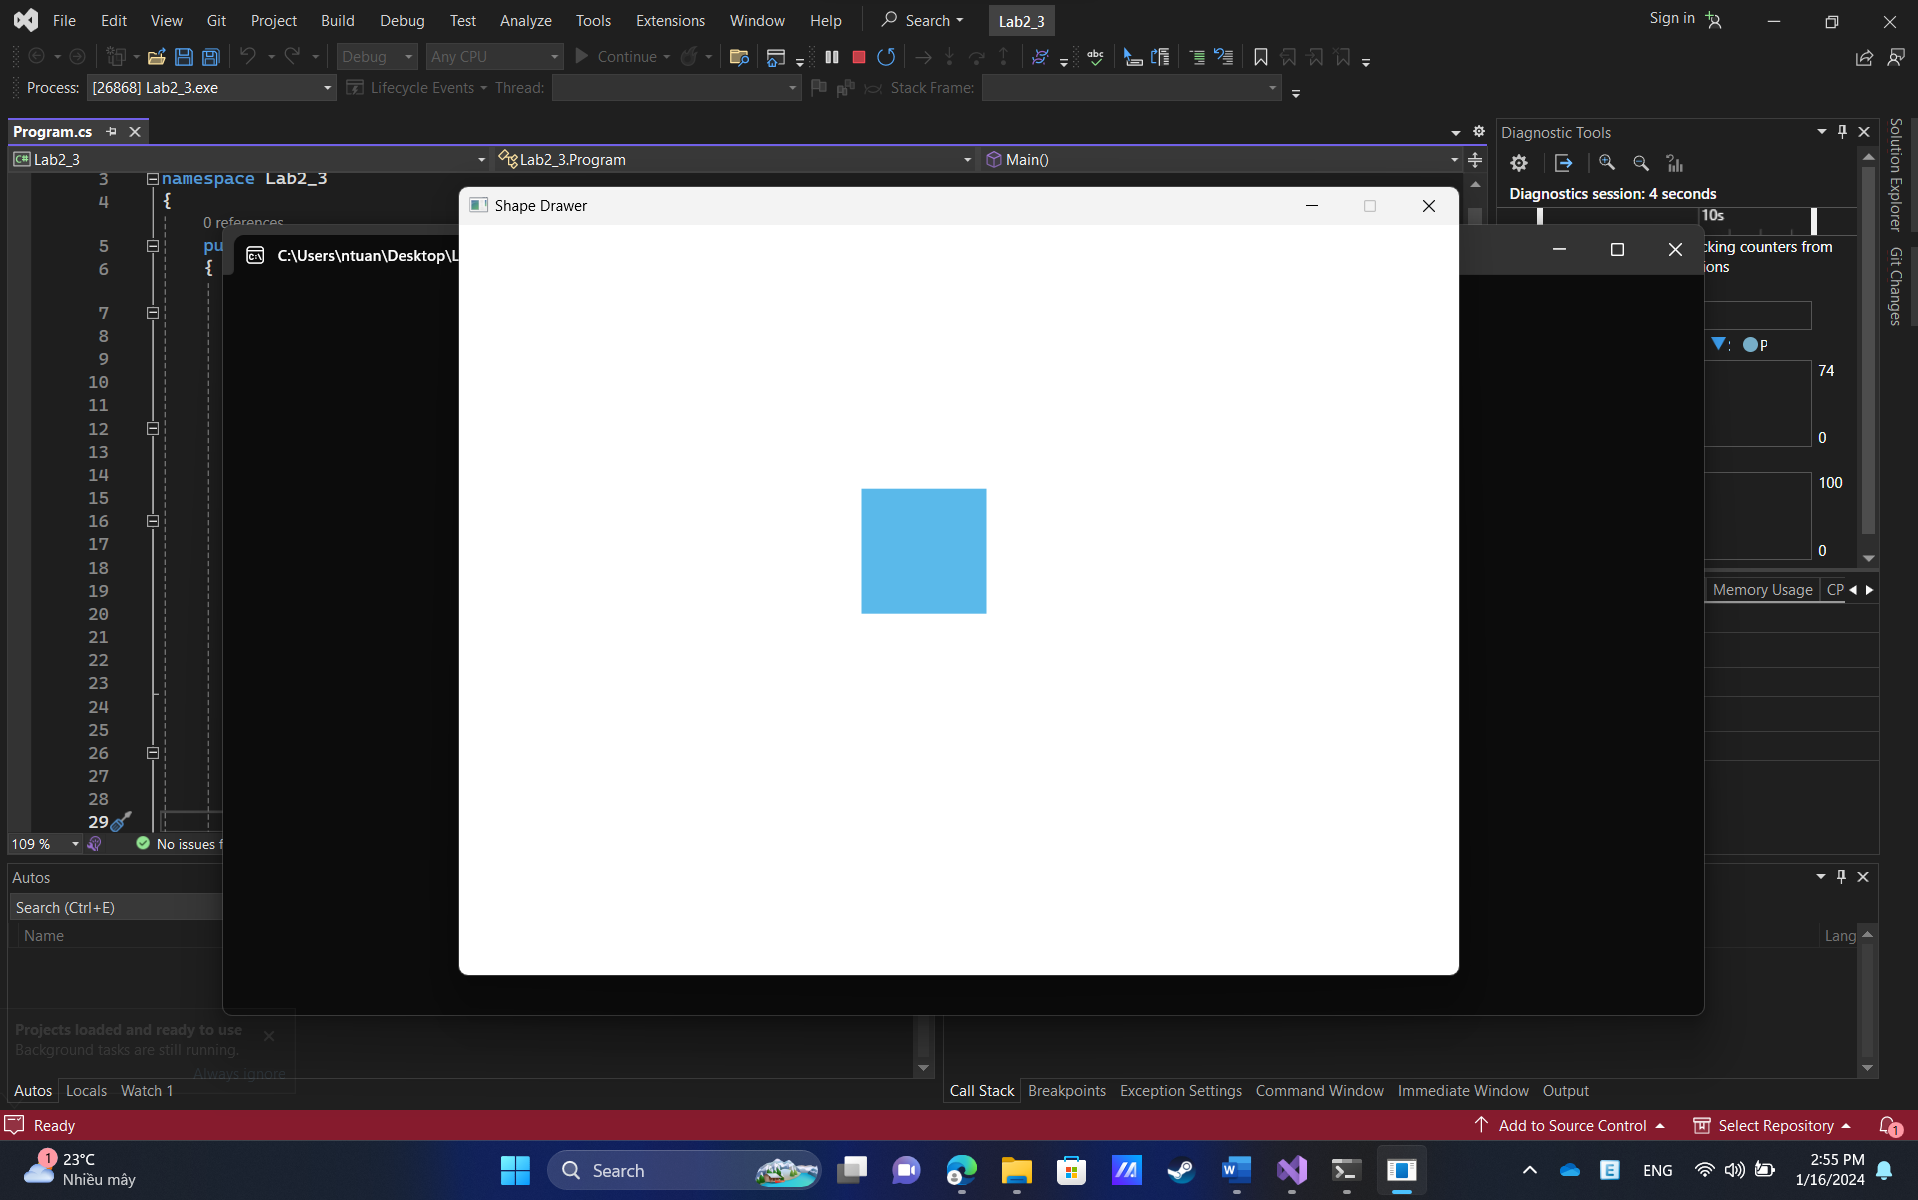 File Edit View Git Project Build Debug Test Analyze Tools Extensions Window Help Search Lab2_3 Sign in
Debug Any CPU Continue
Process: [26868] Lab2_3.exe Lifecycle Events Thread: Stack Frame:
Program.cs
Lab2_3 Lab2_3.Program Main()
3 namespace Lab2_3
4 {
0 references
5 pu
6 {
7
8
9
10
11
12
13
14
15
16
17
18
19
20
21
22
23
24
25
26
27
28
29
109 % No issues f
Shape Drawer
C:\Users\ntuan\Desktop\L
Diagnostic Tools
Diagnostics session: 4 seconds
10s
cking counters from
ions
P
74
0
100
0
Memory Usage CP
Solution Explorer
Git Changes
Autos
Search (Ctrl+E)
Name
Lang
Projects loaded and ready to use
Background tasks are still running.
Always ignore
Autos Locals Watch 1
Call Stack Breakpoints Exception Settings Command Window Immediate Window Output
Ready Add to Source Control Select Repository 1
1 23°C
Nhiều mây
Search
ENG
2:55 PM
1/16/2024